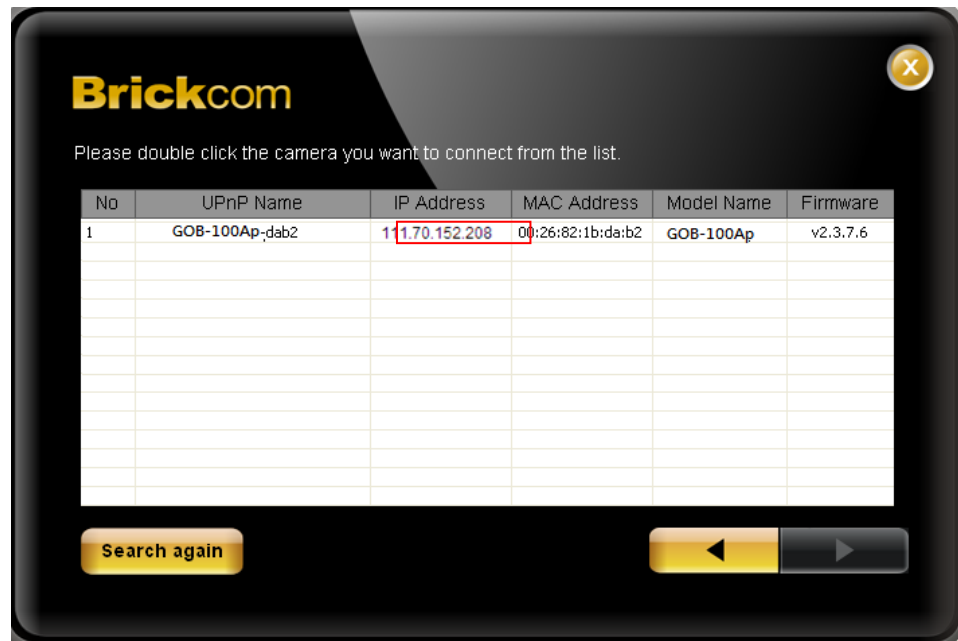 X
Brickcom
Please double click the camera you want to connect from the list.
No UPnP Name IP Address MAC Address Model Name Firmware
1 GOB-100Ap-dab2 111.70.152.208 00:26:82:1b:da:b2 GOB-100Ap v2.3.7.6
Search again